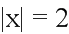 |x| = 2